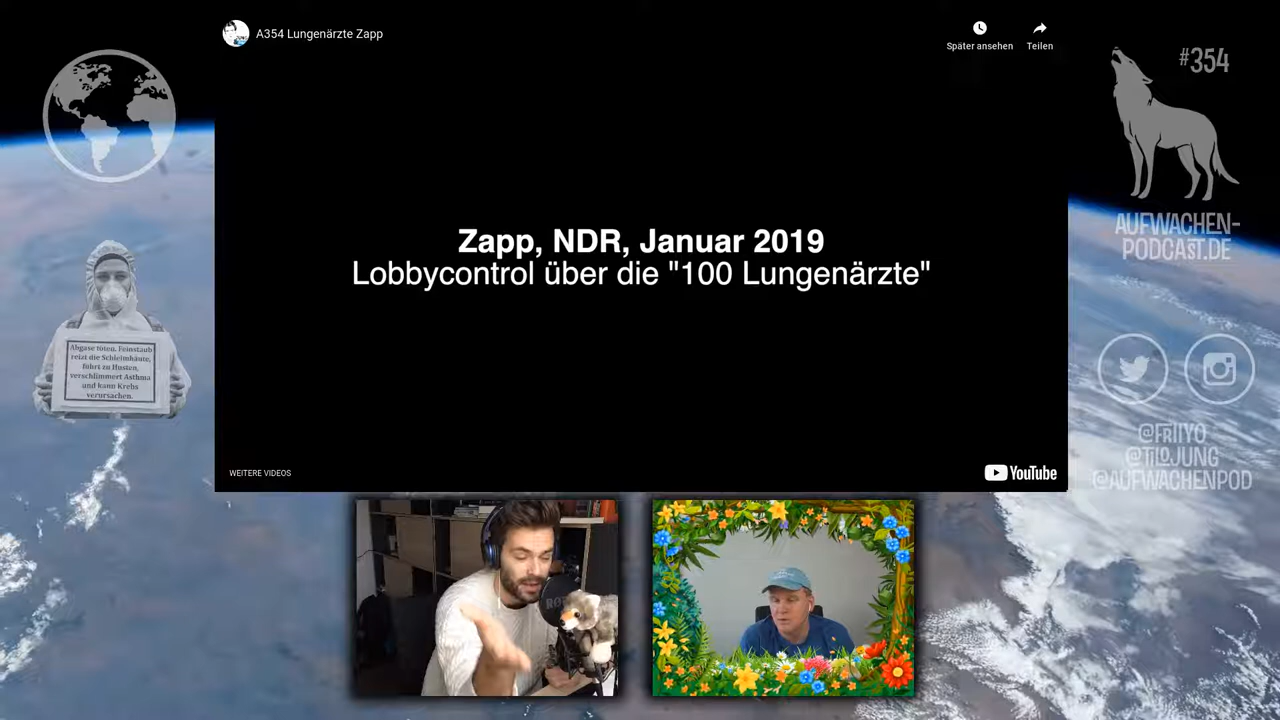 A354 Lungenärzte Zapp
Später ansehen
Teilen
#354
AUFWACHEN-
PODCAST.DE
Zapp, NDR, Januar 2019
Lobbycontrol über die "100 Lungenärzte"
Abgase töten. Feinstaub
reizt die Schleimhäute,
führt zu Husten,
verschlimmert Asthma
und kann Krebs
verursachen.
@FRIIYO
@TILOJUNG
@AUFWACHENPOD
WEITERE VIDEOS
YouTube
RØDE